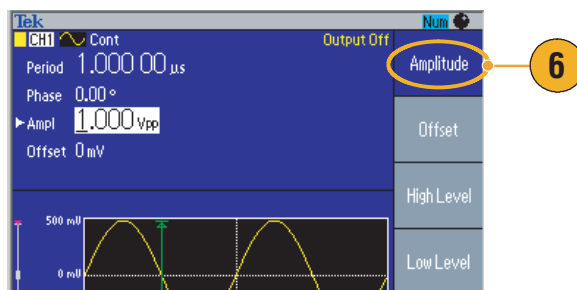 Tek
Num
CH1 Cont Output Off
Period 1.000 00 µs
Phase 0.00 °
Ampl 1.000 Vpp
Offset 0 mV
500 mV
0 mV
Amplitude
Offset
High Level
Low Level
6